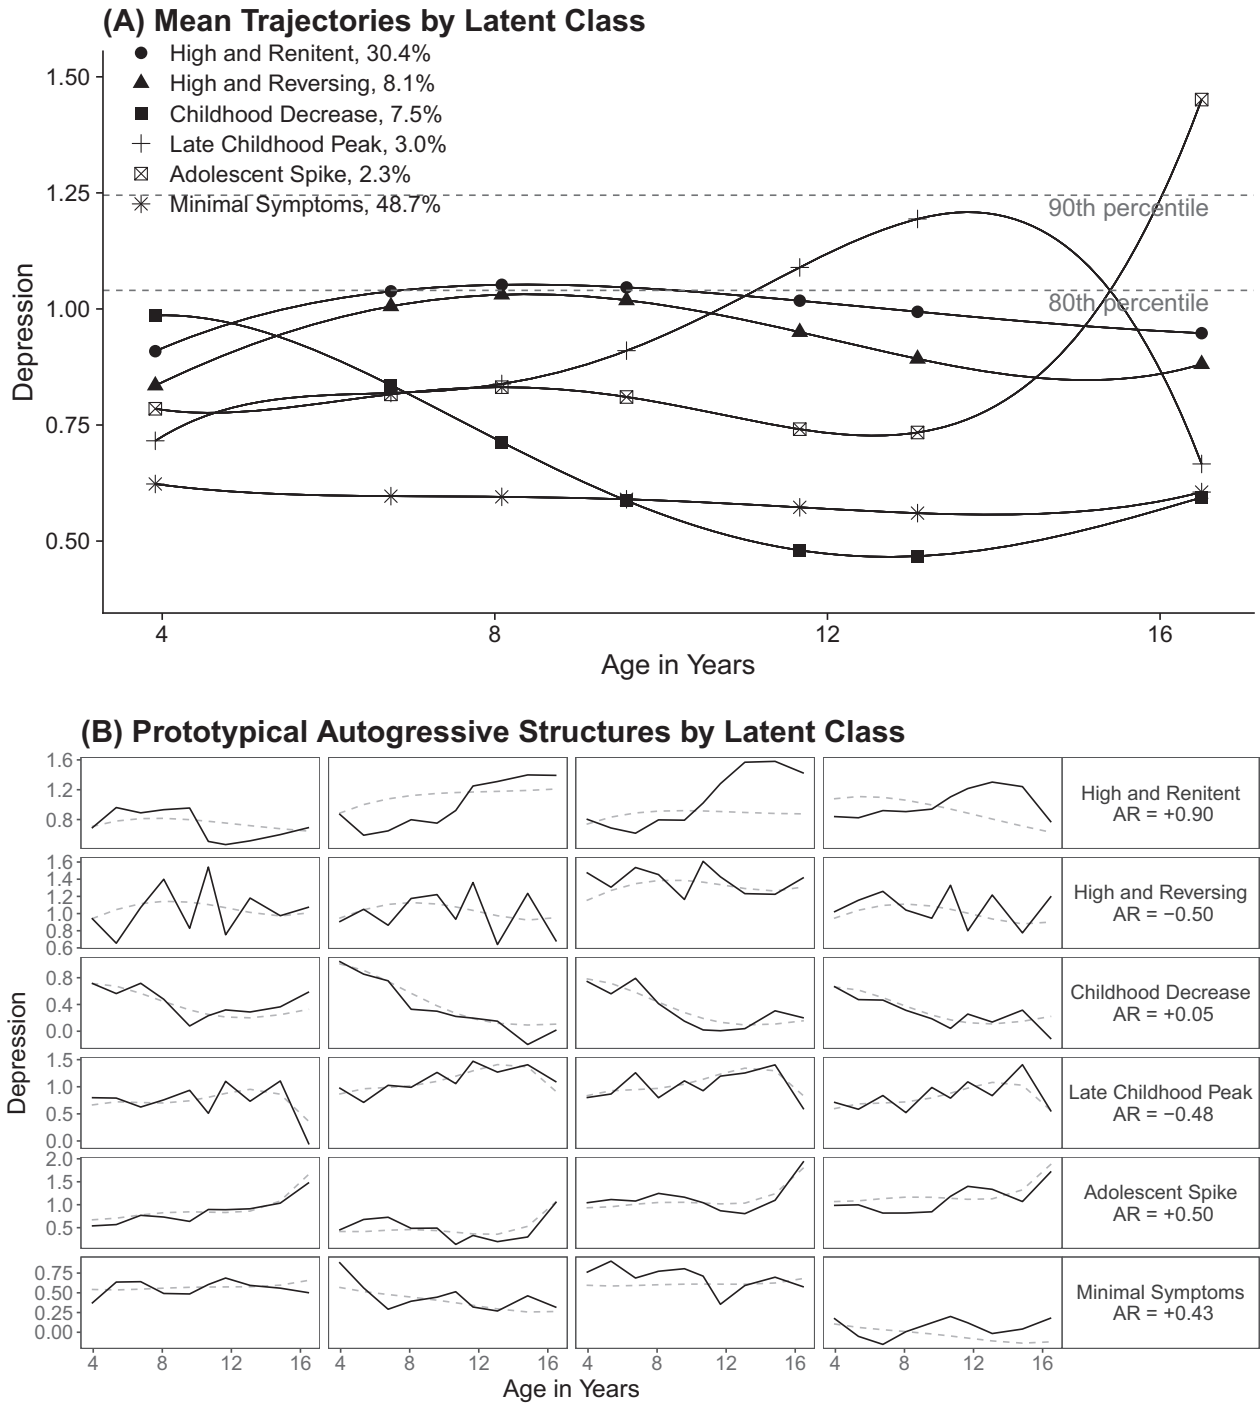 (A) Mean Trajectories by Latent Class
High and Renitent, 30.4%
High and Reversing, 8.1%
Childhood Decrease, 7.5%
Late Childhood Peak, 3.0%
Adolescent Spike, 2.3%
Minimal Symptoms, 48.7%
1.50
1.25
1.00
0.75
0.50
Depression
90th percentile
80th percentile
4 8 12 16
Age in Years
(B) Prototypical Autogressive Structures by Latent Class
Depression
1.6
1.2
0.8
High and Renitent
AR = +0.90
1.6
1.4
1.2
1.0
0.8
0.6
High and Reversing
AR = −0.50
0.8
0.4
0.0
Childhood Decrease
AR = +0.05
1.5
1.0
0.5
0.0
Late Childhood Peak
AR = −0.48
2.0
1.5
1.0
0.5
Adolescent Spike
AR = +0.50
0.75
0.50
0.25
0.00
Minimal Symptoms
AR = +0.43
4 8 12 16 4 8 12 16 4 8 12 16 4 8 12 16
Age in Years